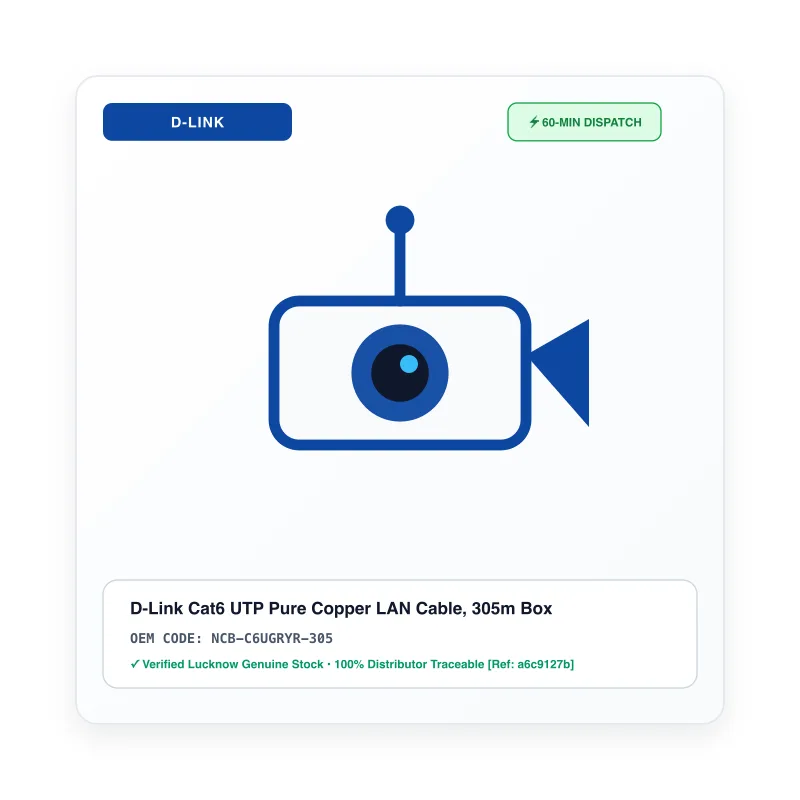 D-LINK
⚡60-MIN DISPATCH
D-Link Cat6 UTP Pure Copper LAN Cable, 305m Box
OEM CODE: NCB-C6UGRYR-305
✓ Verified Lucknow Genuine Stock · 100% Distributor Traceable [Ref: a6c9127b]